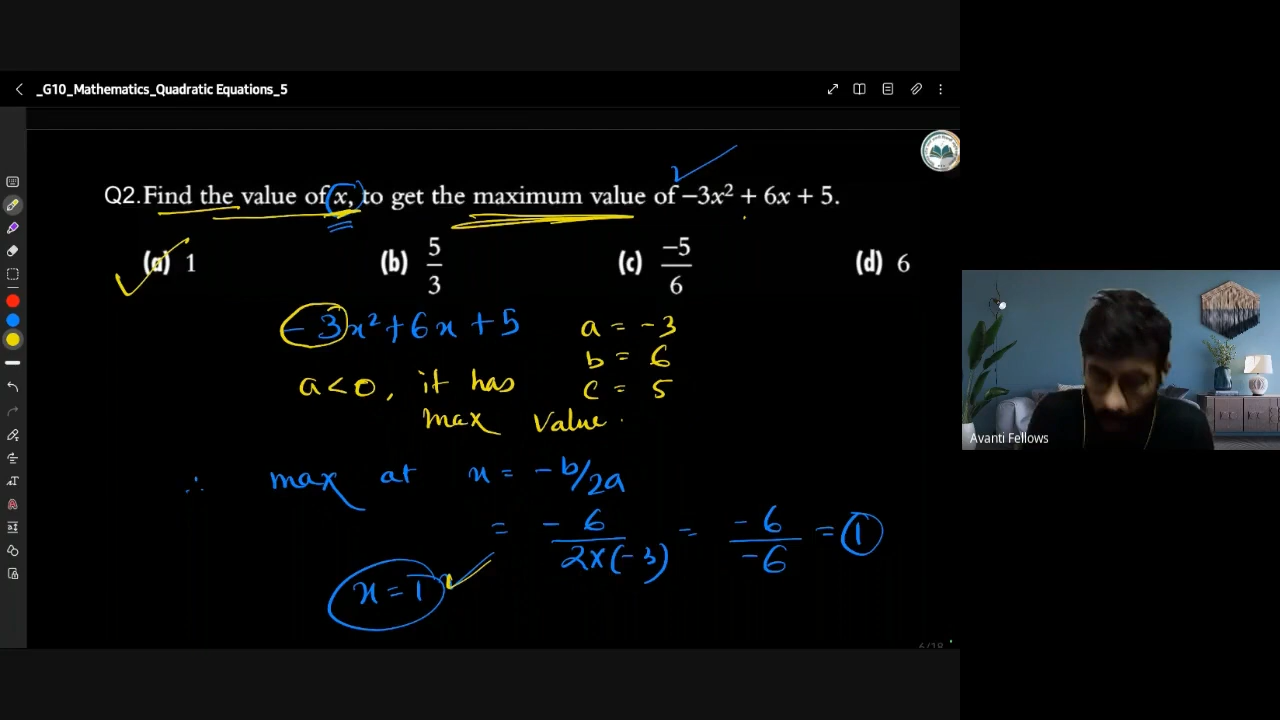 _G10_Mathematics_Quadratic Equations_5
Q2.Find the value of x, to get the maximum value of −3x² + 6x + 5.
(a) 1 (b) 5/3 (c) −5/6 (d) 6
−3x²+6x+5 a = −3
b = 6
a<0, it has c = 5
max value.
∴ max at x = −b/2a
= − 6/2×(−3) = −6/−6 = 1
x=1
Avanti Fellows
6/18